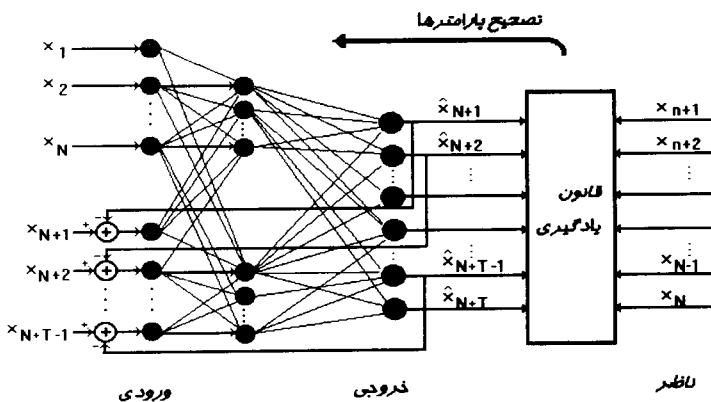 تصحیح پارامترها
x1
x2
⋮
xN
xN+1
xN+2
⋮
xN+T-1
+
−
+
+
−
+
+
−
+
x̂N+1
x̂N+2
⋮
x̂N+T-1
x̂N+T
قانون
یادگیری
xn+1
xn+2
⋮
xN-1
xN
ورودی
خروجی
ناظر